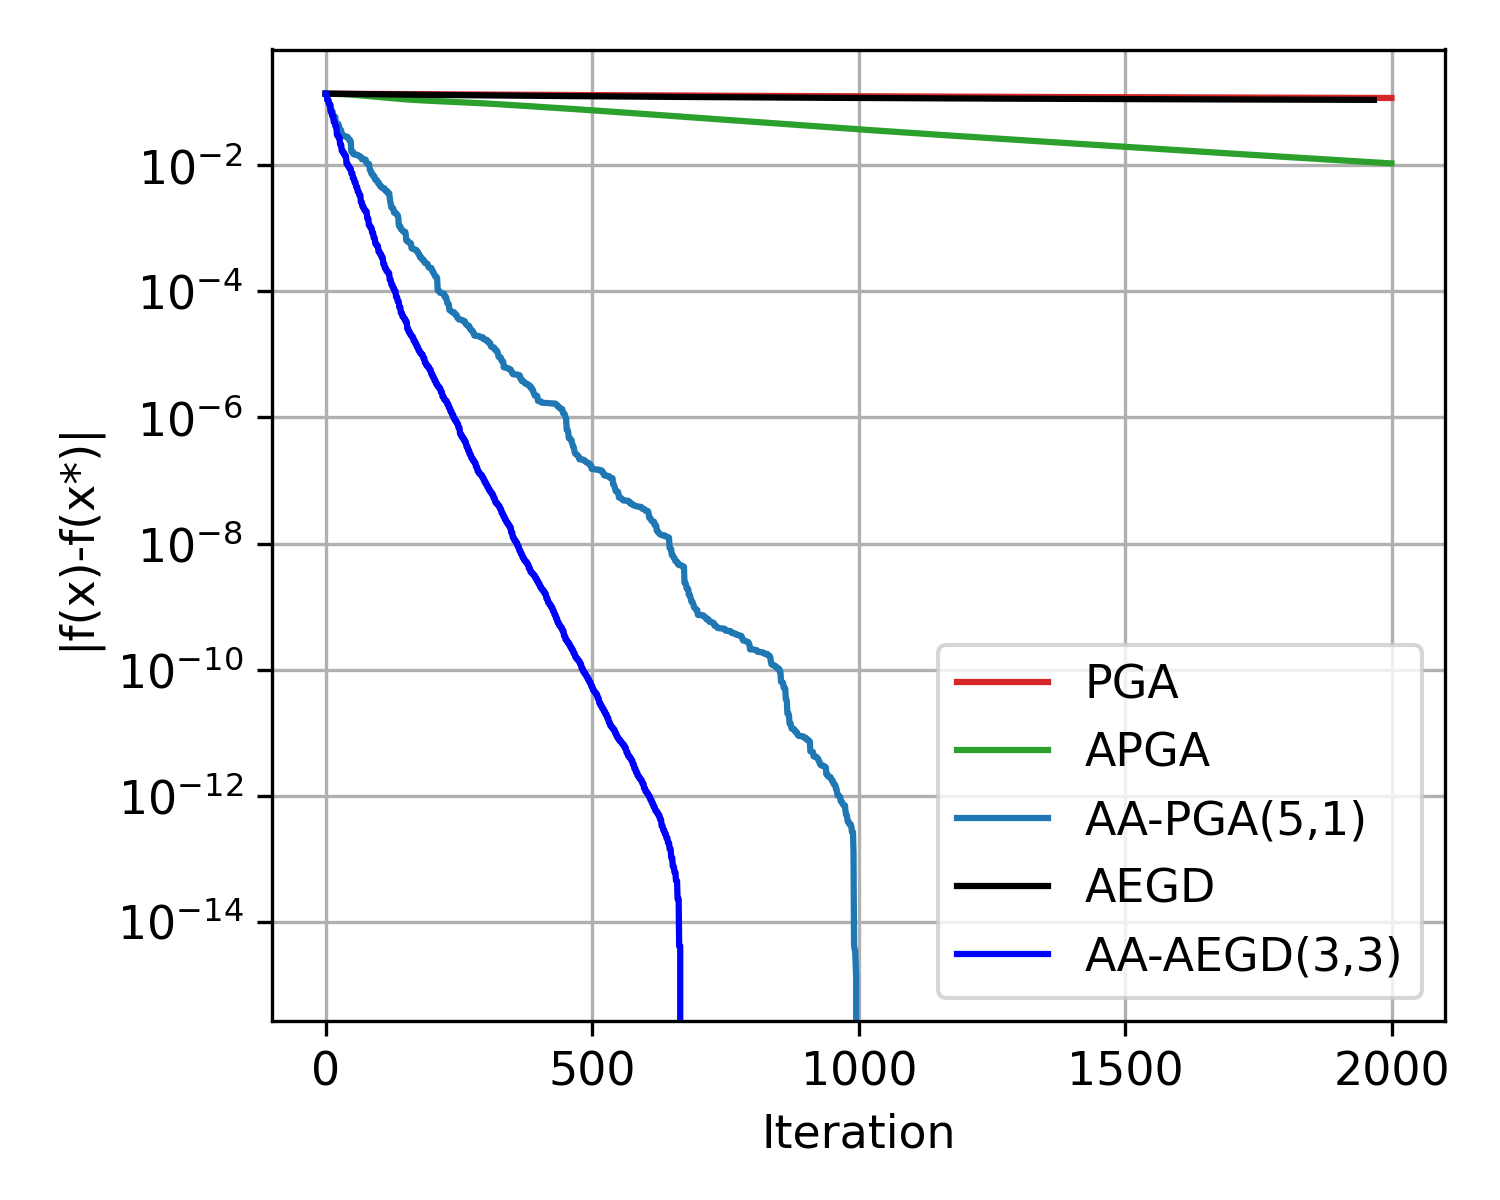 |f(x)-f(x*)|
10⁻²
10⁻⁴
10⁻⁶
10⁻⁸
10⁻¹⁰
10⁻¹²
10⁻¹⁴
PGA
APGA
AA-PGA(5,1)
AEGD
AA-AEGD(3,3)
0 500 1000 1500 2000
Iteration